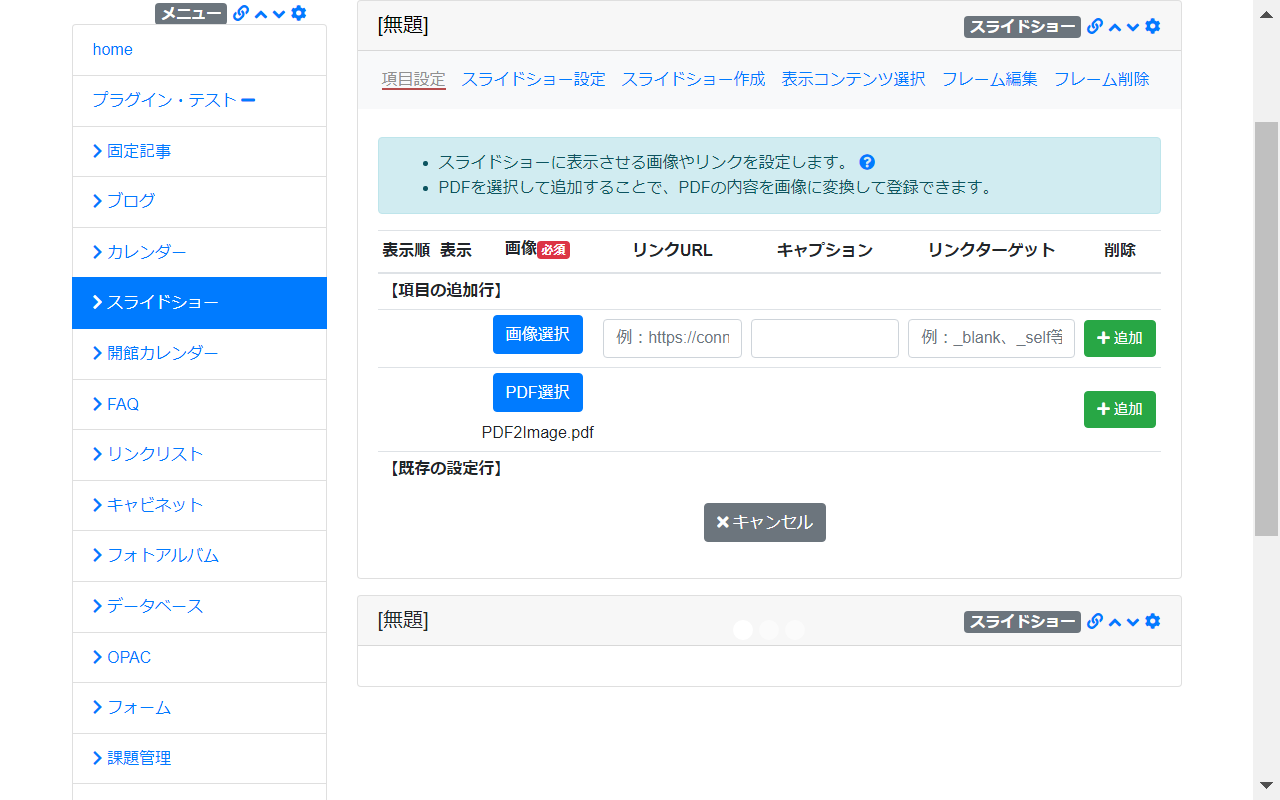 メニュー
home
プラグイン・テスト
固定記事
ブログ
カレンダー
スライドショー
開館カレンダー
FAQ
リンクリスト
キャビネット
フォトアルバム
データベース
OPAC
フォーム
課題管理
[無題]
スライドショー
項目設定 スライドショー設定 スライドショー作成 表示コンテンツ選択 フレーム編集 フレーム削除
スライドショーに表示させる画像やリンクを設定します。
PDFを選択して追加することで、PDFの内容を画像に変換して登録できます。
表示順 表示 画像必須 リンクURL キャプション リンクターゲット 削除
【項目の追加行】
画像選択 例：https://conn 例：_blank、_self等 追加
PDF選択 追加
PDF2Image.pdf
【既存の設定行】
キャンセル
[無題]
スライドショー